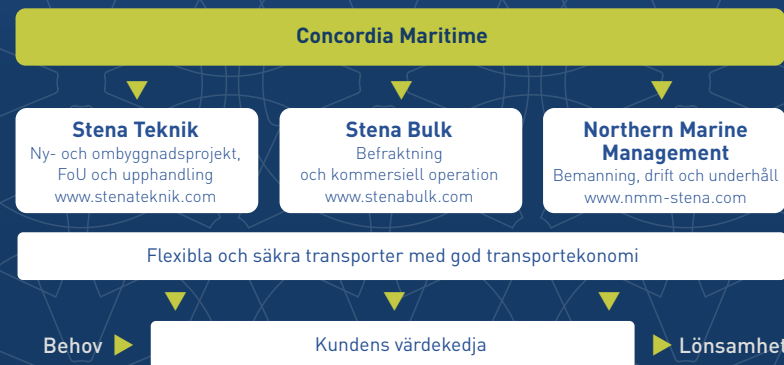 Concordia Maritime
Stena Teknik
Ny- och ombyggnadsprojekt,
FoU och upphandling
www.stenateknik.com
Stena Bulk
Befraktning
och kommersiell operation
www.stenabulk.com
Northern Marine
Management
Bemanning, drift och underhåll
www.nmm-stena.com
Flexibla och säkra transporter med god transportekonomi
Behov
Kundens värdekedja
Lönsamhet